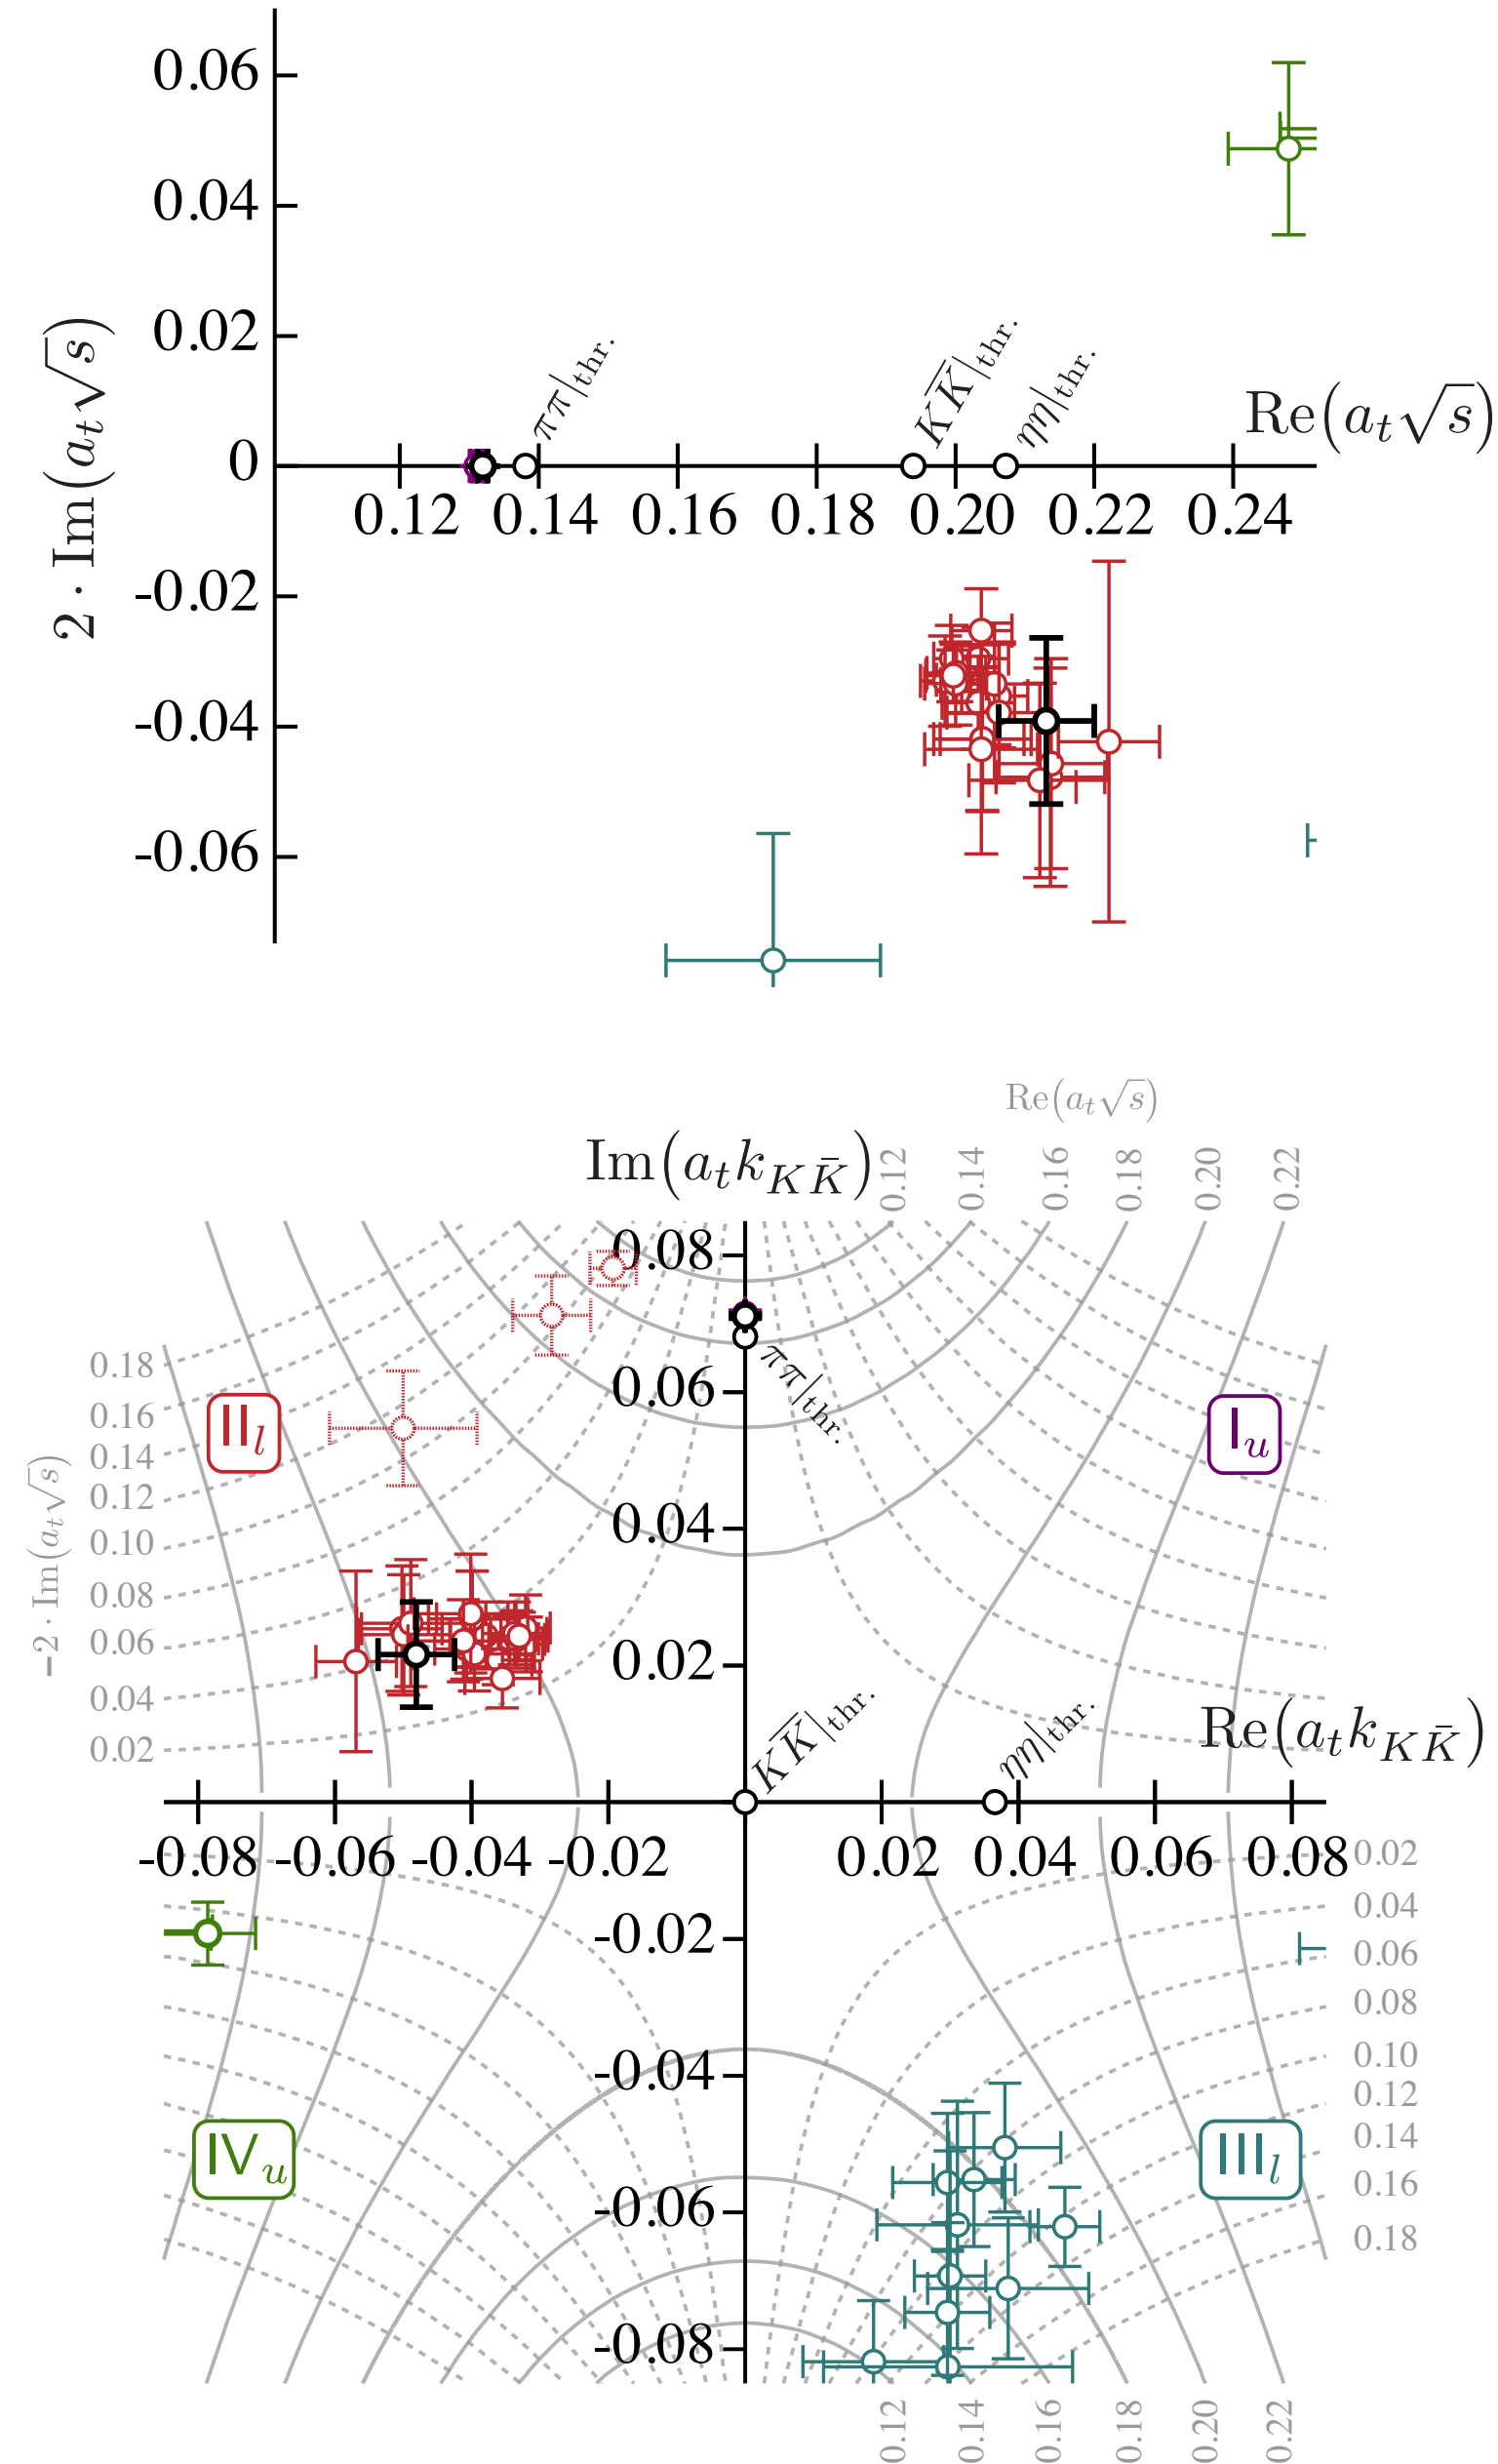 0.06
0.04
0.02
0
-0.02
-0.04
-0.06
2 · Im(a_t√s)
ππ|thr.
KK̅|thr.
ηη|thr.
Re(a_t√s)
0.12 0.14 0.16 0.18 0.20 0.22 0.24
Re(a_t√s)
Im(a_t k_{KK̄})
0.12 0.14 0.16 0.18 0.20 0.22
0.08
0.06
0.04
0.02
ππ|thr.
0.18
0.16
0.14
0.12
0.10
0.08
0.06
0.04
0.02
−2 · Im(a_t√s)
II_l
I_u
KK̅|thr.
ηη|thr.
Re(a_t k_{KK̄})
-0.08 -0.06 -0.04 -0.02 0.02 0.04 0.06 0.08
-0.02
-0.04
-0.06
-0.08
0.02
0.04
0.06
0.08
0.10
0.12
0.14
0.16
0.18
IV_u
III_l
0.12 0.14 0.16 0.18 0.20 0.22